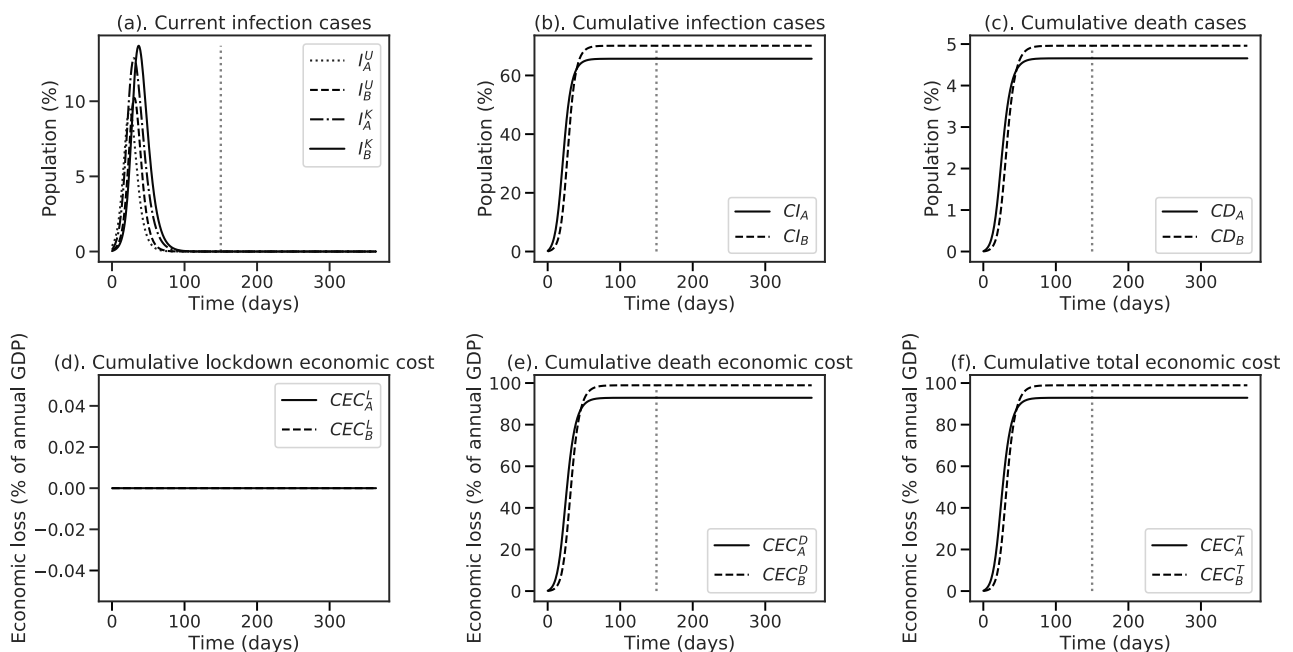 (a). Current infection cases
Population (%)
10
5
0
0 100 200 300
Time (days)
I_A^U
I_B^U
I_A^K
I_B^K
(b). Cumulative infection cases
Population (%)
60
40
20
0
0 100 200 300
Time (days)
CI_A
CI_B
(c). Cumulative death cases
Population (%)
5
4
3
2
1
0
0 100 200 300
Time (days)
CD_A
CD_B
(d). Cumulative lockdown economic cost
Economic loss (% of annual GDP)
0.04
0.02
0.00
−0.02
−0.04
0 100 200 300
Time (days)
CEC_A^L
CEC_B^L
(e). Cumulative death economic cost
Economic loss (% of annual GDP)
100
80
60
40
20
0
0 100 200 300
Time (days)
CEC_A^D
CEC_B^D
(f). Cumulative total economic cost
Economic loss (% of annual GDP)
100
80
60
40
20
0
0 100 200 300
Time (days)
CEC_A^T
CEC_B^T